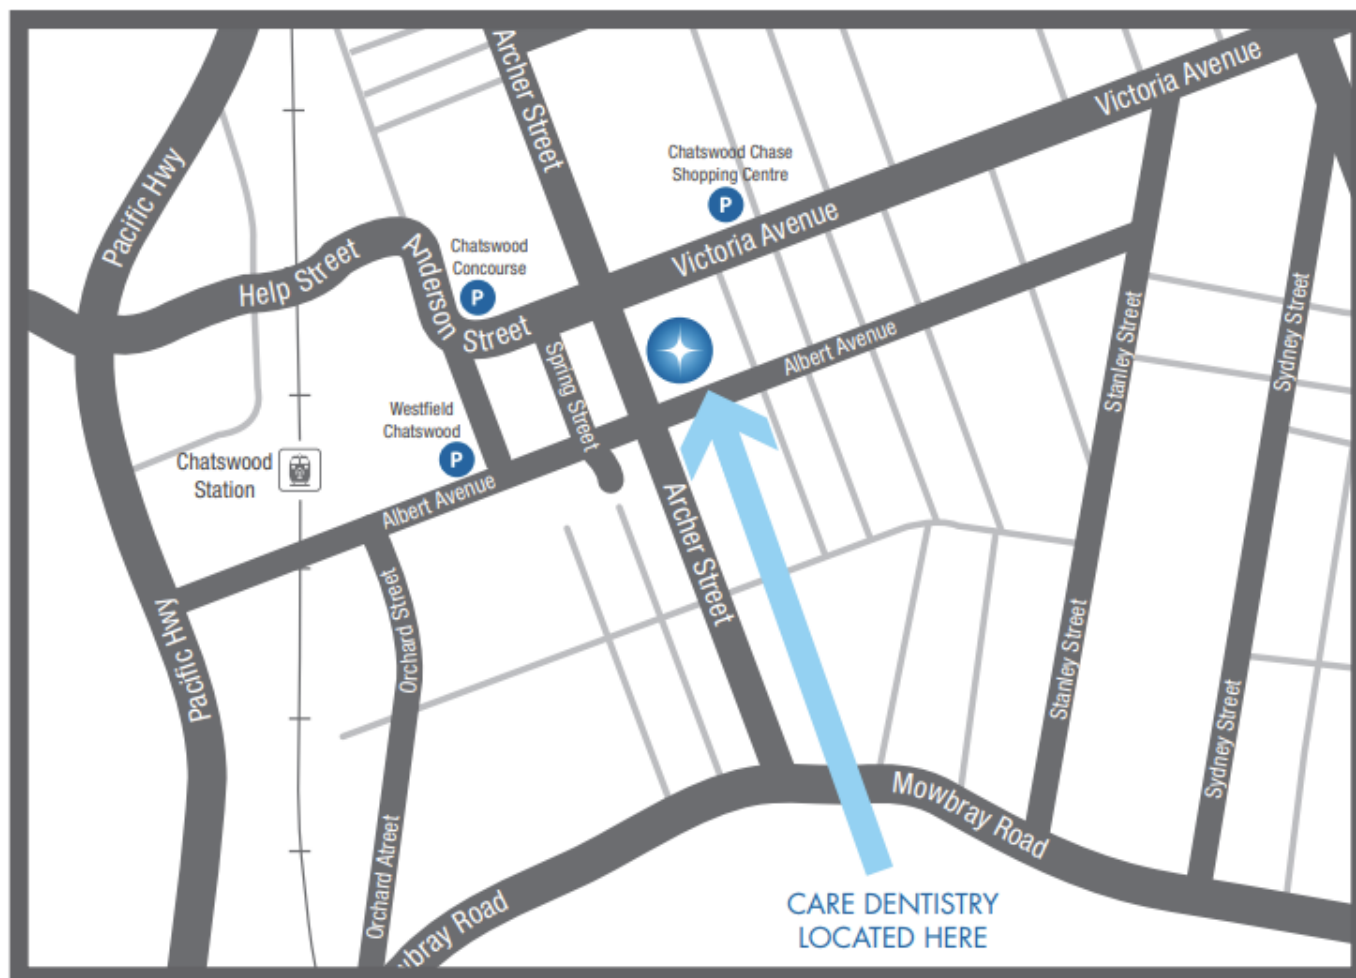 Archer Street
Victoria Avenue
Pacific Hwy
Chatswood Chase
Shopping Centre
P
Victoria Avenue
Help Street
Anderson
Street
Chatswood
Concourse
P
Spring Street
Albert Avenue
Stanley Street
Sydney Street
Westfield
Chatswood
P
Chatswood
Station
Albert Avenue
Archer Street
Pacific Hwy
Orchard Street
Stanley Street
Sydney Street
Mowbray Road
Orchard Atreet
wbray Road
CARE DENTISTRY
LOCATED HERE